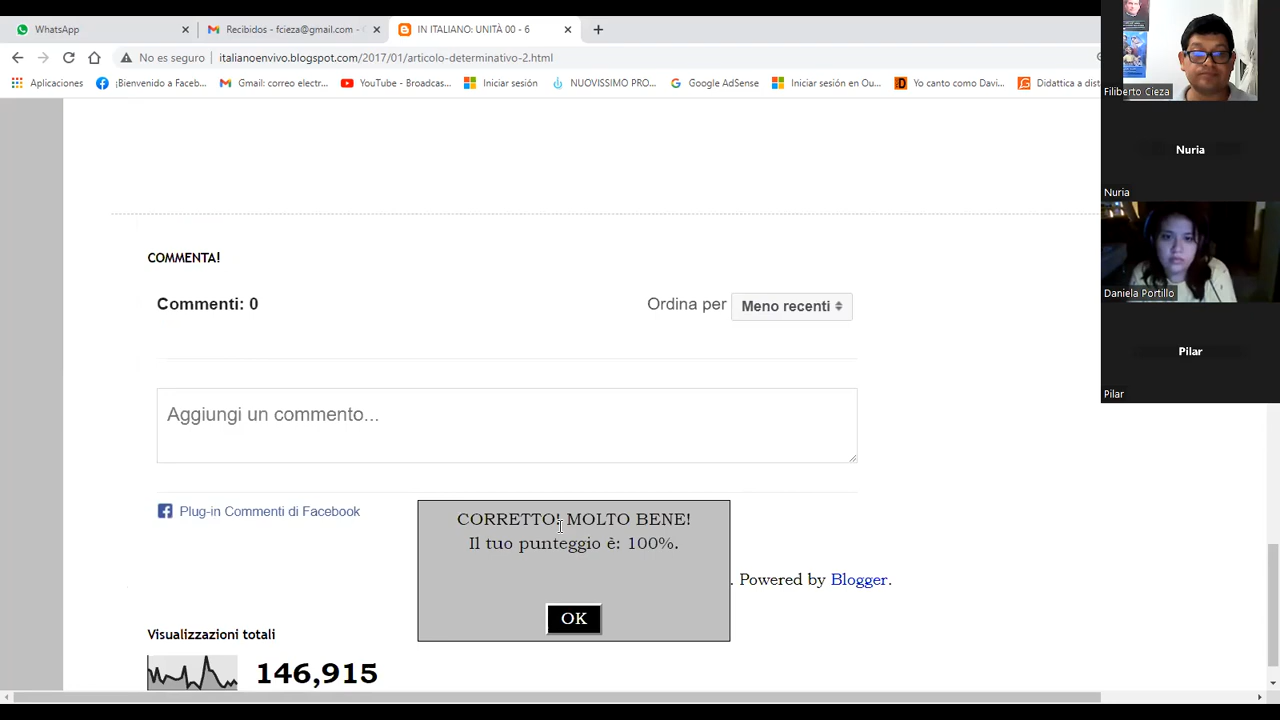 WhatsApp
Recibidos - fcieza@gmail.com -
IN ITALIANO: UNITÀ 00 - 6
No es seguro
italianoenvivo.blogspot.com/2017/01/articolo-determinativo-2.html
Aplicaciones
¡Bienvenido a Faceb...
Gmail: correo electr...
YouTube - Broadcas...
Iniciar sesión
NUOVISSIMO PRO...
Google AdSense
Iniciar sesión en Ou...
Yo canto como Davi...
Didattica a dist
COMMENTA!
Commenti: 0
Ordina per
Meno recenti
Aggiungi un commento...
Plug-in Commenti di Facebook
CORRETTO! MOLTO BENE!
Il tuo punteggio è: 100%.
OK
. Powered by Blogger.
Visualizzazioni totali
146,915
Filiberto Cieza
Nuria
Nuria
Daniela Portillo
Pilar
Pilar